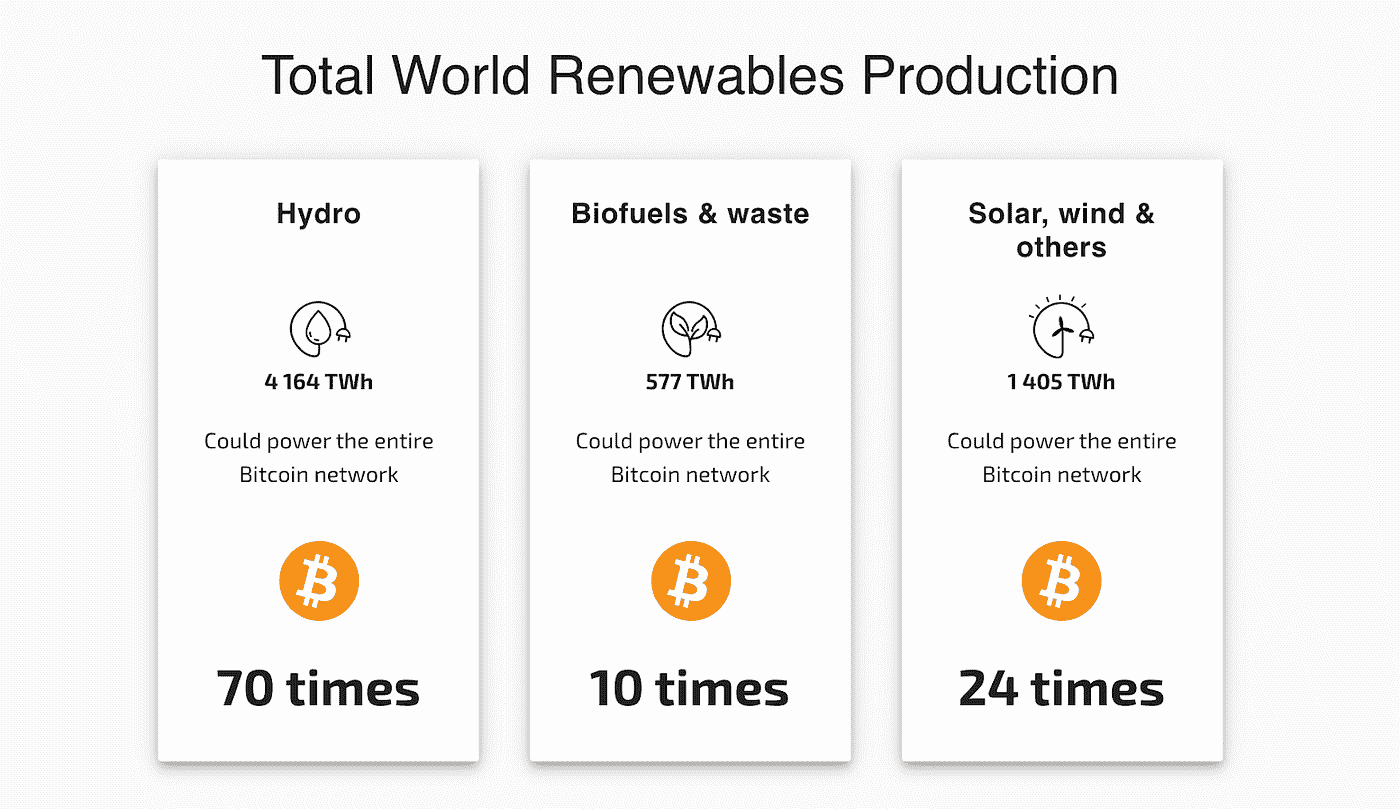 Total World Renewables Production
Hydro
4 164 TWh
Could power the entire
Bitcoin network
70 times
Biofuels & waste
577 TWh
Could power the entire
Bitcoin network
10 times
Solar, wind &
others
1 405 TWh
Could power the entire
Bitcoin network
24 times